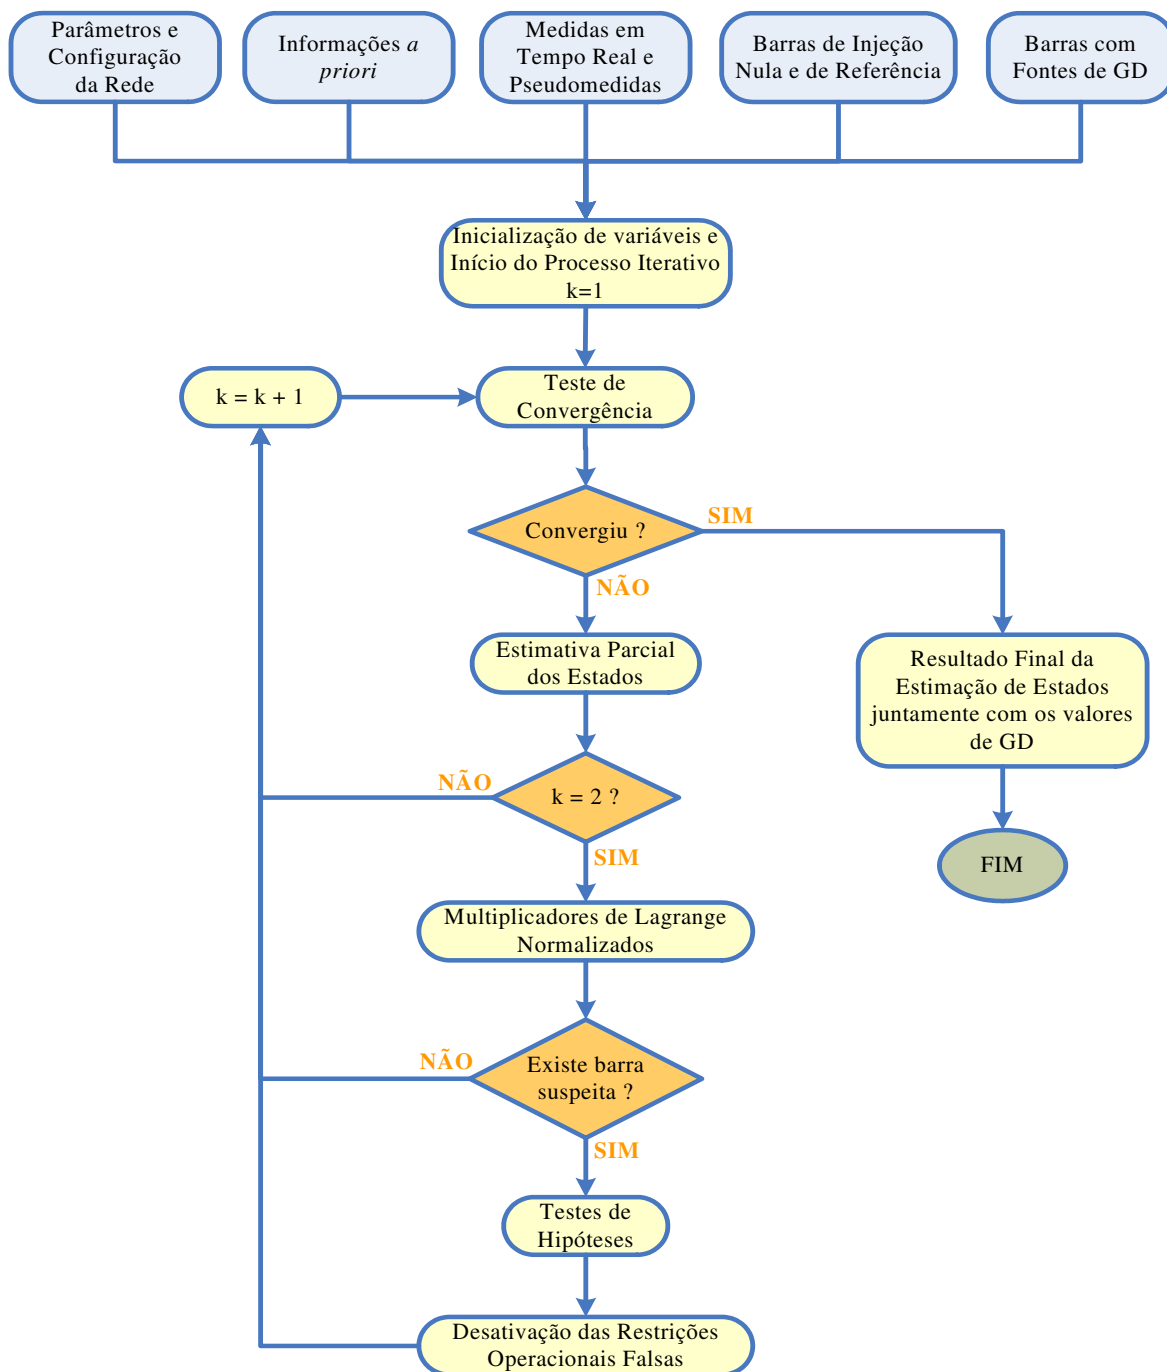 Parâmetros e
Configuração
da Rede
Informações a
priori
Medidas em
Tempo Real e
Pseudomedidas
Barras de Injeção
Nula e de Referência
Barras com
Fontes de GD
Inicialização de variáveis e
Início do Processo Iterativo
k=1
k = k + 1
Teste de
Convergência
Convergiu ?
SIM
NÃO
Estimativa Parcial
dos Estados
Resultado Final da
Estimação de Estados
juntamente com os valores
de GD
NÃO
k = 2 ?
SIM
FIM
Multiplicadores de Lagrange
Normalizados
NÃO
Existe barra
suspeita ?
SIM
Testes de
Hipóteses
Desativação das Restrições
Operacionais Falsas